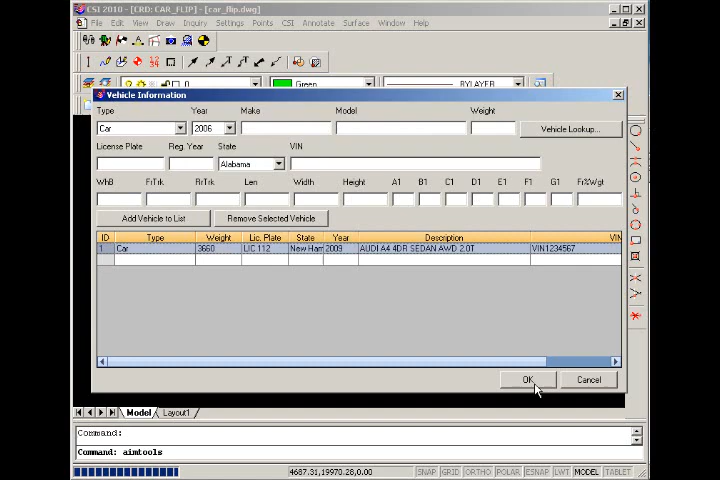 CSI 2010 - [CRD: CAR_FLIP] - [car_flip.dwg]
File Edit View Draw Inquiry Settings Points CSI Annotate Survey Window Help
0 Green BYLAYER
Vehicle Information
Type Year Make Model Weight
Car 2006 Vehicle Lookup...
License Plate Reg. Year State VIN
Alabama
WhB FrTrk RrTrk Len Width Height A1 B1 C1 D1 E1 F1 G1 Fr%Wgt
Add Vehicle to List Remove Selected Vehicle
ID Type Weight Lic. Plate State Year Description VIN
1 Car 3660 LIC 112 New Ham 2009 AUDI A4 4DR SEDAN AWD 2.0T VIN1234567
OK Cancel
Model Layout1
Command:
Command: aimtools
4687.31,19970.28,0.00 SNAP GRID ORTHO POLAR ESNAP LWT MODEL TABLET